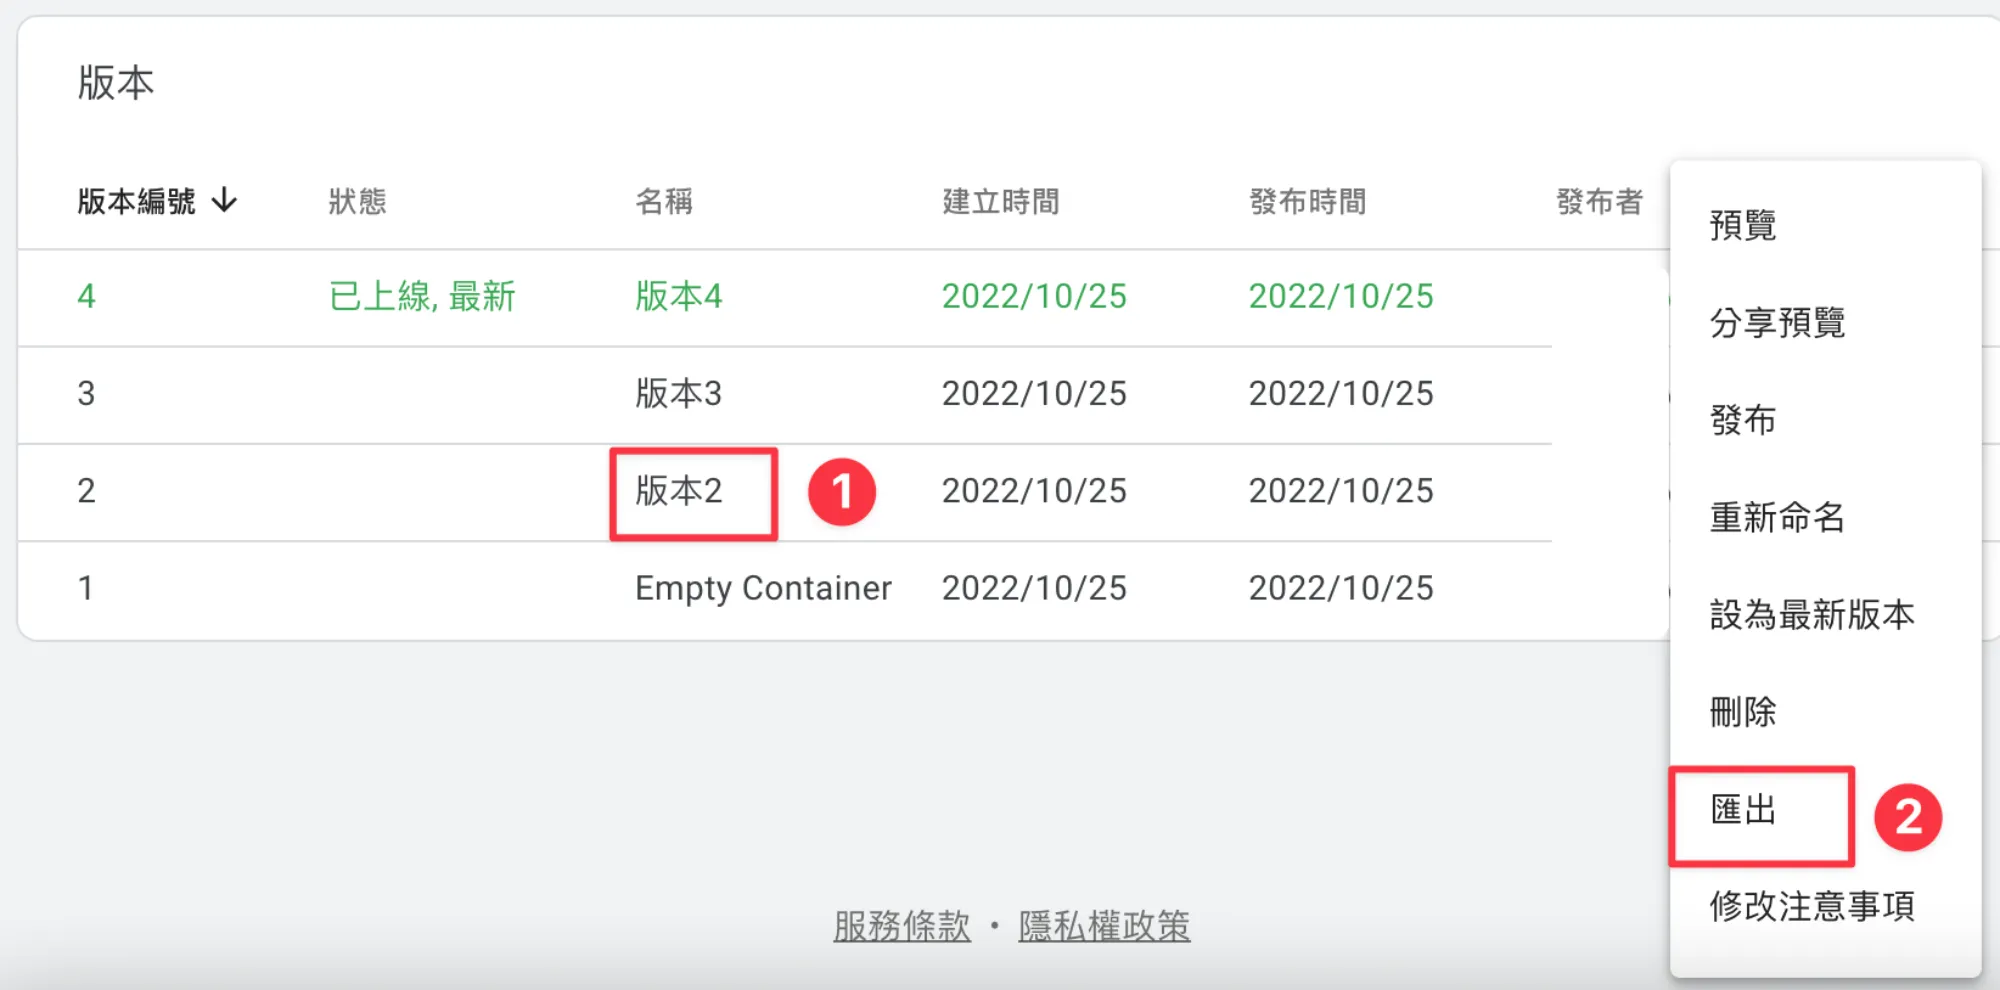 版本
版本編號 ↓ 狀態 名稱 建立時間 發布時間 發布者
4 已上線, 最新 版本4 2022/10/25 2022/10/25
3 版本3 2022/10/25 2022/10/25
2 版本2 1 2022/10/25 2022/10/25
1 Empty Container 2022/10/25 2022/10/25
預覽
分享預覽
發布
重新命名
設為最新版本
刪除
匯出 2
修改注意事項
服務條款 • 隱私權政策